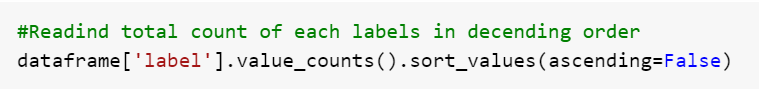 #Readind total count of each labels in decending order
dataframe['label'].value_counts().sort_values(ascending=False)